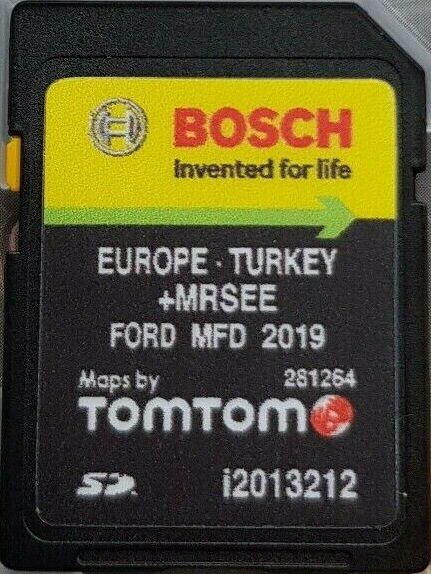 BOSCH
Invented for life
EUROPE · TURKEY
+MRSEE
FORD MFD 2019
Maps by 281264
TOMTOM
SD
i2013212